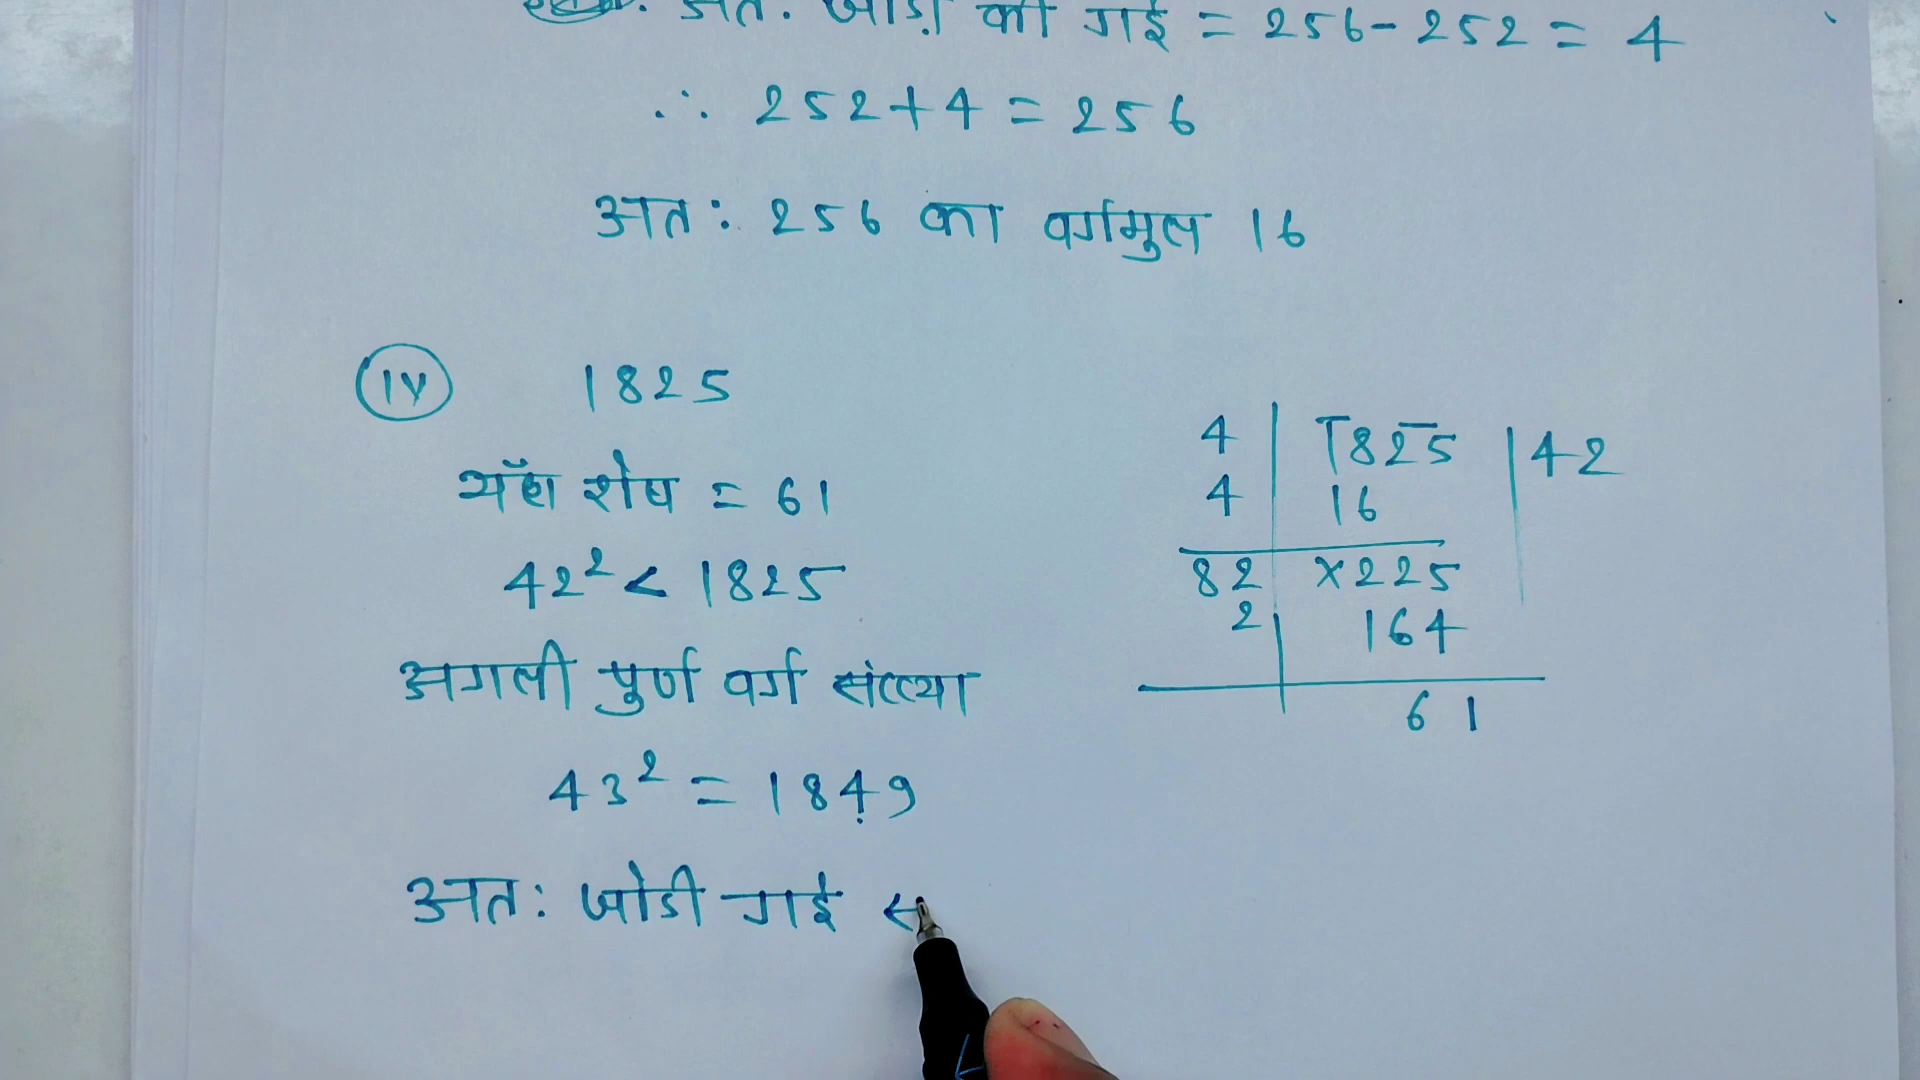 अत: जोड़ी की गई = 256 - 252 = 4
∴ 252 + 4 = 256
अत: 256 का वर्गमुल 16
(iv) 1825
यहाँ शेष = 61
42² < 1825
अगली पुर्ण वर्ग संख्या
43² = 1849
अत: जोडी गई स
4 | 1825 | 42
4 | 16
82 | ×225
2 | 164
61